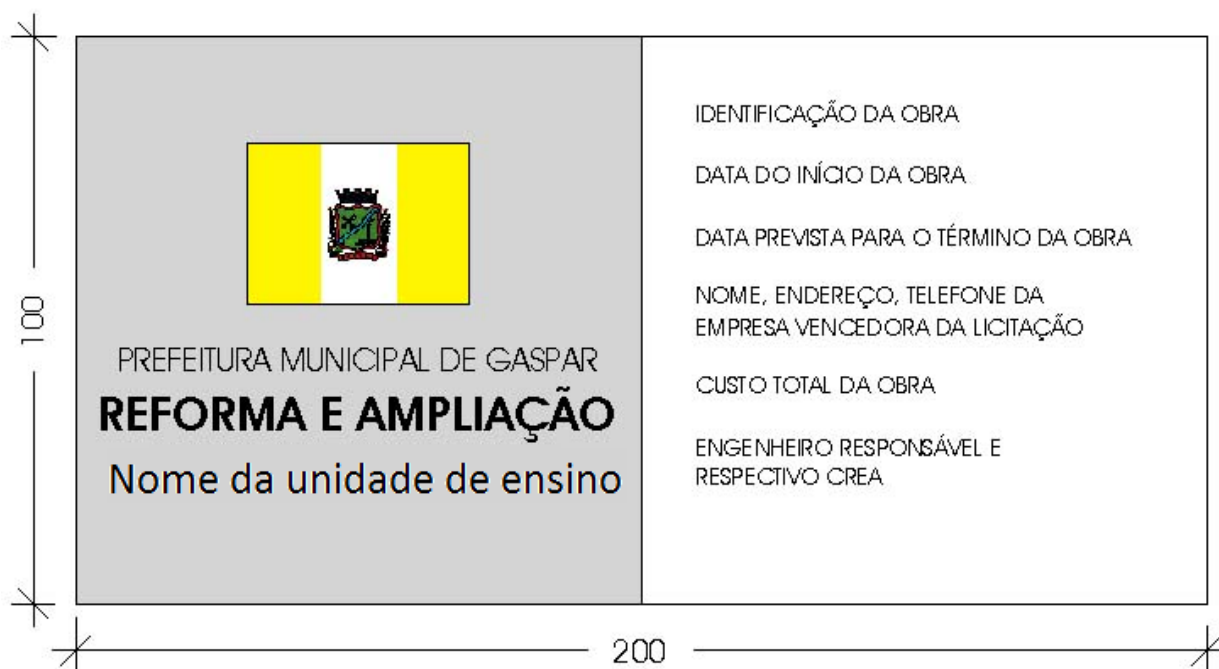 100
PREFEITURA MUNICIPAL DE GASPAR
REFORMA E AMPLIAÇÃO
Nome da unidade de ensino
IDENTIFICAÇÃO DA OBRA
DATA DO INÍCIO DA OBRA
DATA PREVISTA PARA O TÉRMINO DA OBRA
NOME, ENDEREÇO, TELEFONE DA
EMPRESA VENCEDORA DA LICITAÇÃO
CUSTO TOTAL DA OBRA
ENGENHEIRO RESPONSÁVEL E
RESPECTIVO CREA
200